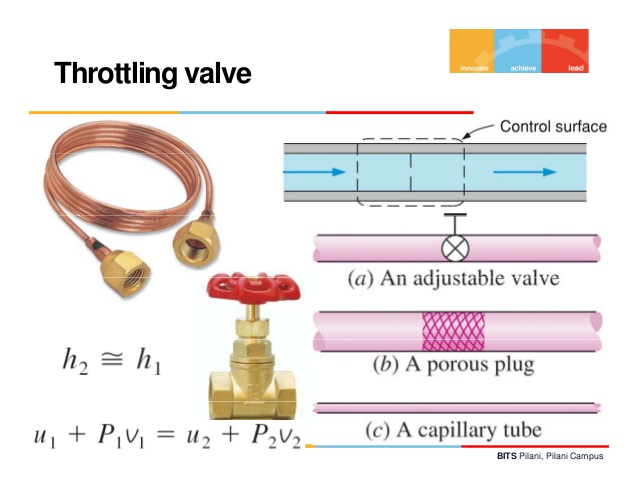 Throttling valve
innovate achieve lead
Control surface
(a) An adjustable valve
(b) A porous plug
h₂ ≅ h₁
u₁ + P₁v₁ = u₂ + P₂v₂
(c) A capillary tube
BITS Pilani, Pilani Campus